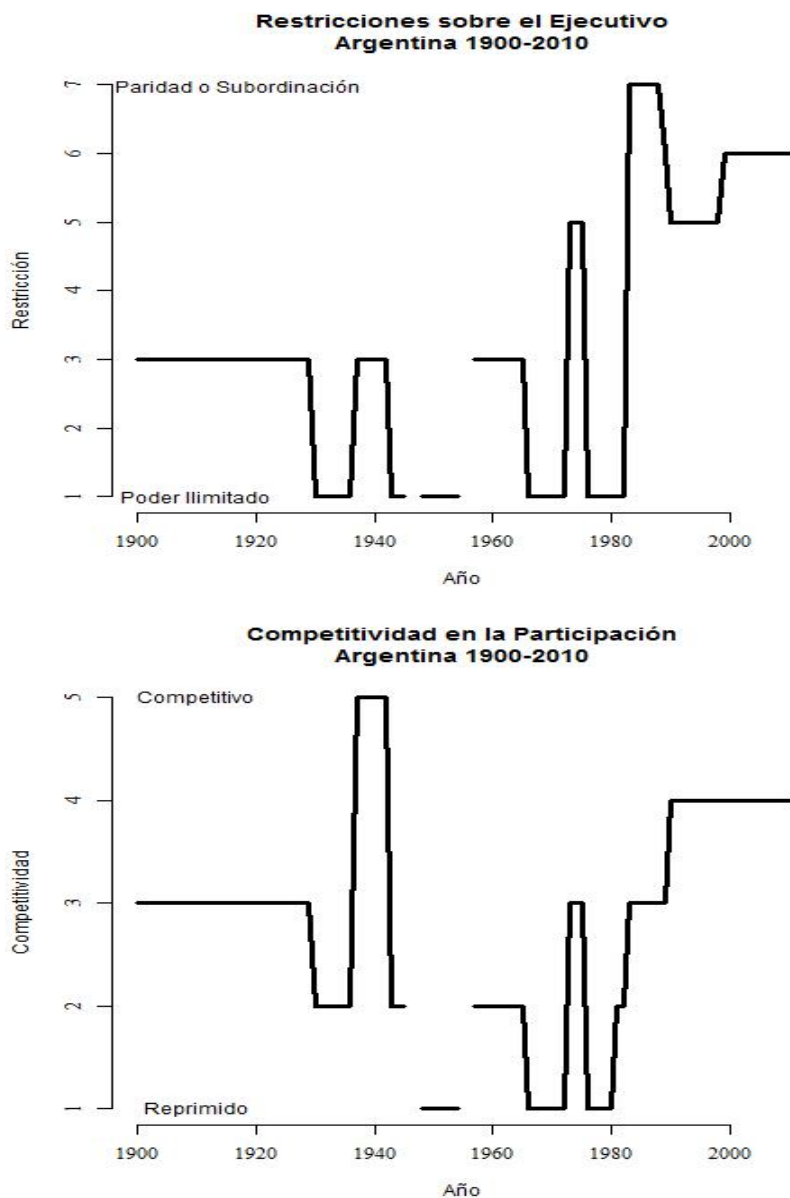 Restricciones sobre el Ejecutivo
Argentina 1900-2010
7
Paridad o Subordinación
6
5
4
3
2
1
Poder Ilimitado
Restricción
1900 1920 1940 1960 1980 2000
Año
Competitividad en la Participación
Argentina 1900-2010
5
Competitivo
4
3
2
1
Reprimido
Competitividad
1900 1920 1940 1960 1980 2000
Año